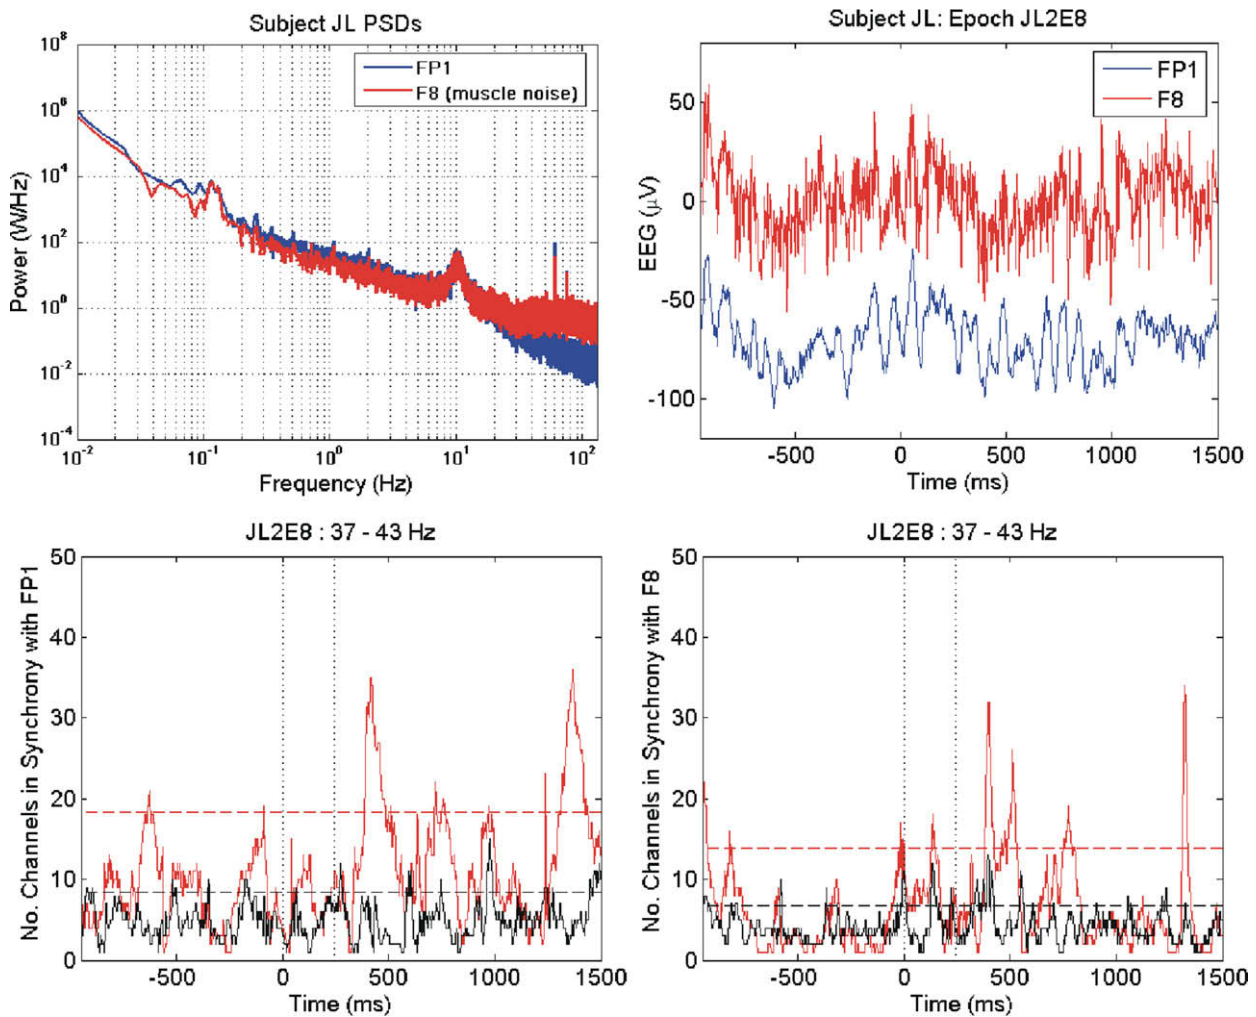 Subject JL PSDs
10^8
10^6
10^4
10^2
10^0
10^-2
10^-4
Power (W/Hz)
FP1
F8 (muscle noise)
10^-2
10^-1
10^0
10^1
10^2
Frequency (Hz)
Subject JL: Epoch JL2E8
EEG (μV)
50
0
-50
-100
FP1
F8
-500
0
500
1000
1500
Time (ms)
JL2E8 : 37 - 43 Hz
No. Channels in Synchrony with FP1
50
40
30
20
10
0
-500
0
500
1000
1500
Time (ms)
JL2E8 : 37 - 43 Hz
No. Channels in Synchrony with F8
50
40
30
20
10
0
-500
0
500
1000
1500
Time (ms)